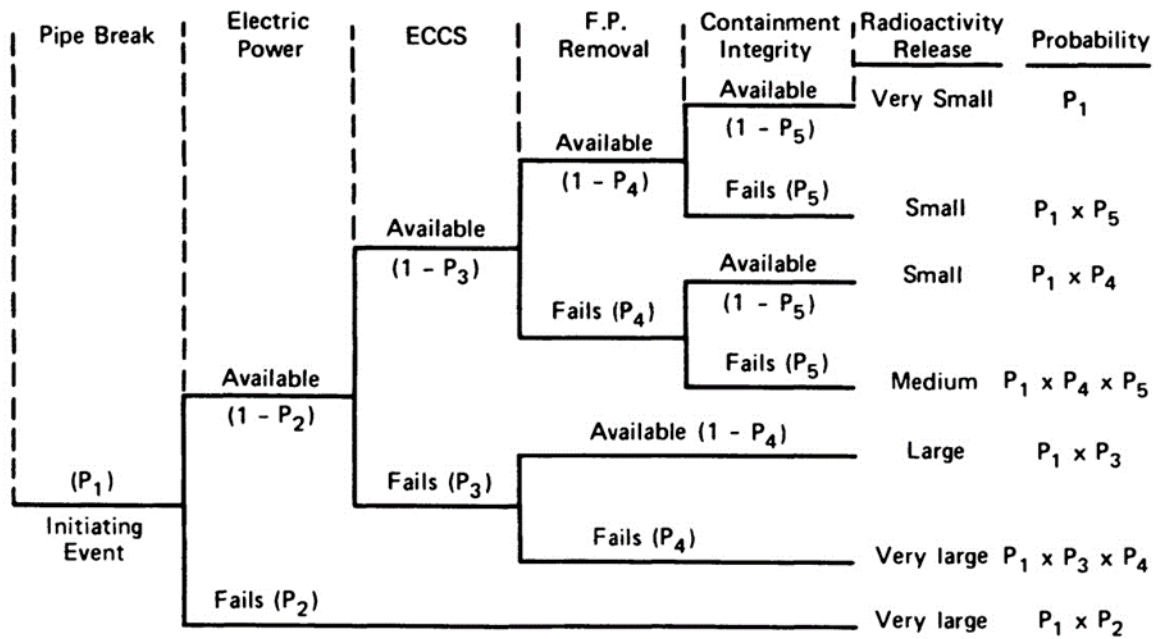 Pipe Break
Electric
Power
ECCS
F.P.
Removal
Containment
Integrity
Radioactivity
Release
Probability
Available
(1 - P₅)
Very Small
P₁
Available
(1 - P₄)
Fails (P₅)
Small
P₁ x P₅
Available
(1 - P₃)
Available
(1 - P₅)
Small
P₁ x P₄
Fails (P₄)
Fails (P₅)
Medium
P₁ x P₄ x P₅
Available
(1 - P₂)
Available (1 - P₄)
Large
P₁ x P₃
(P₁)
Initiating
Event
Fails (P₃)
Fails (P₄)
Very large
P₁ x P₃ x P₄
Fails (P₂)
Very large
P₁ x P₂